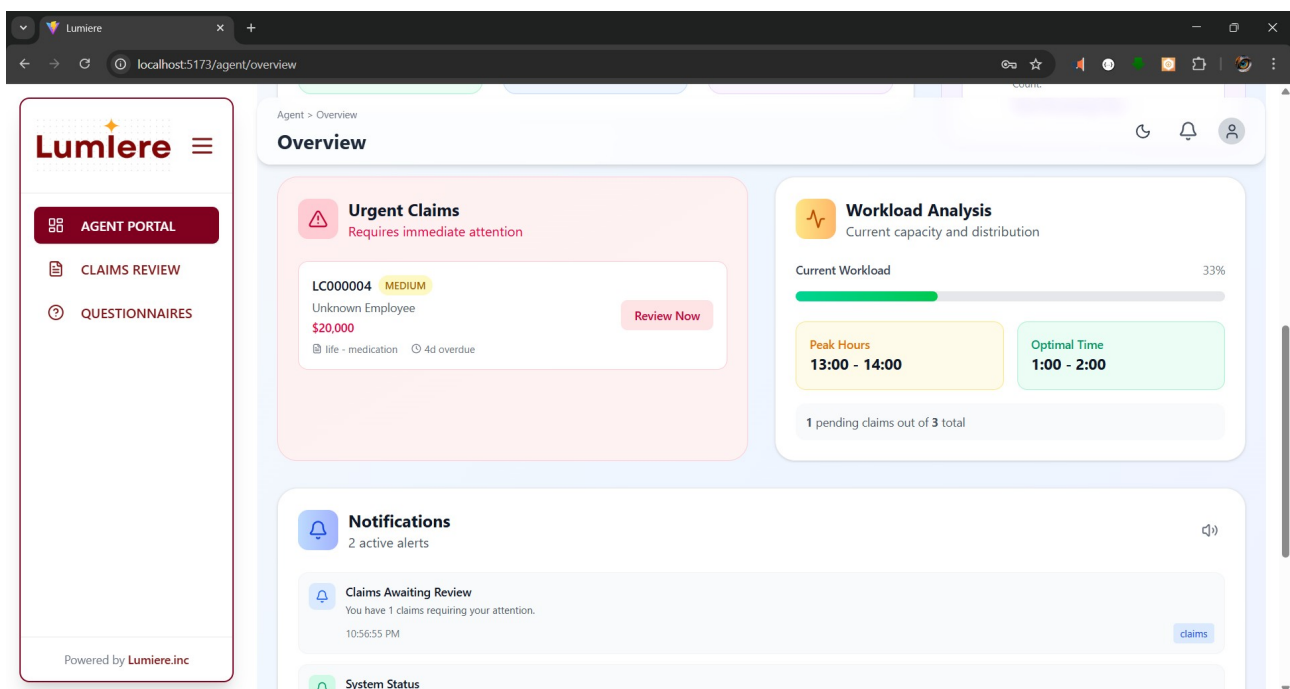 Lumiere
localhost:5173/agent/overview
Lumiere
AGENT PORTAL
CLAIMS REVIEW
QUESTIONNAIRES
Powered by Lumiere.inc
Count.
Agent > Overview
Overview
Urgent Claims
Requires immediate attention
LC000004 MEDIUM
Unknown Employee
$20,000
life - medication 4d overdue
Review Now
Workload Analysis
Current capacity and distribution
Current Workload 33%
Peak Hours
13:00 - 14:00
Optimal Time
1:00 - 2:00
1 pending claims out of 3 total
Notifications
2 active alerts
Claims Awaiting Review
You have 1 claims requiring your attention.
10:56:55 PM
claims
System Status